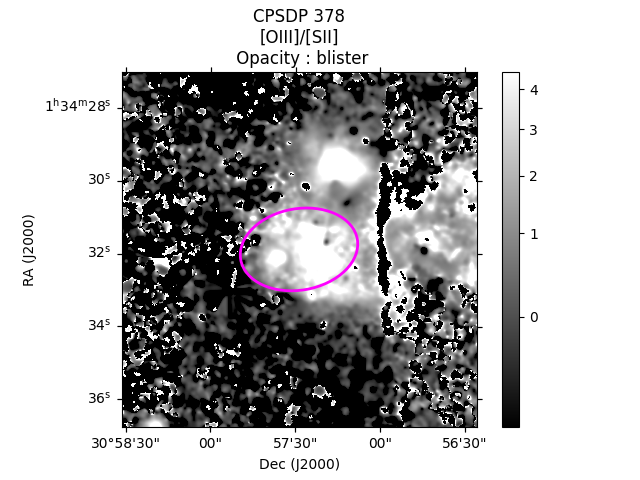 CPSDP 378
[OIII]/[SII]
Opacity : blister
1h34m28s
30s
32s
34s
36s
RA (J2000)
30°58'30"
00"
57'30"
00"
56'30"
Dec (J2000)
4
3
2
1
0